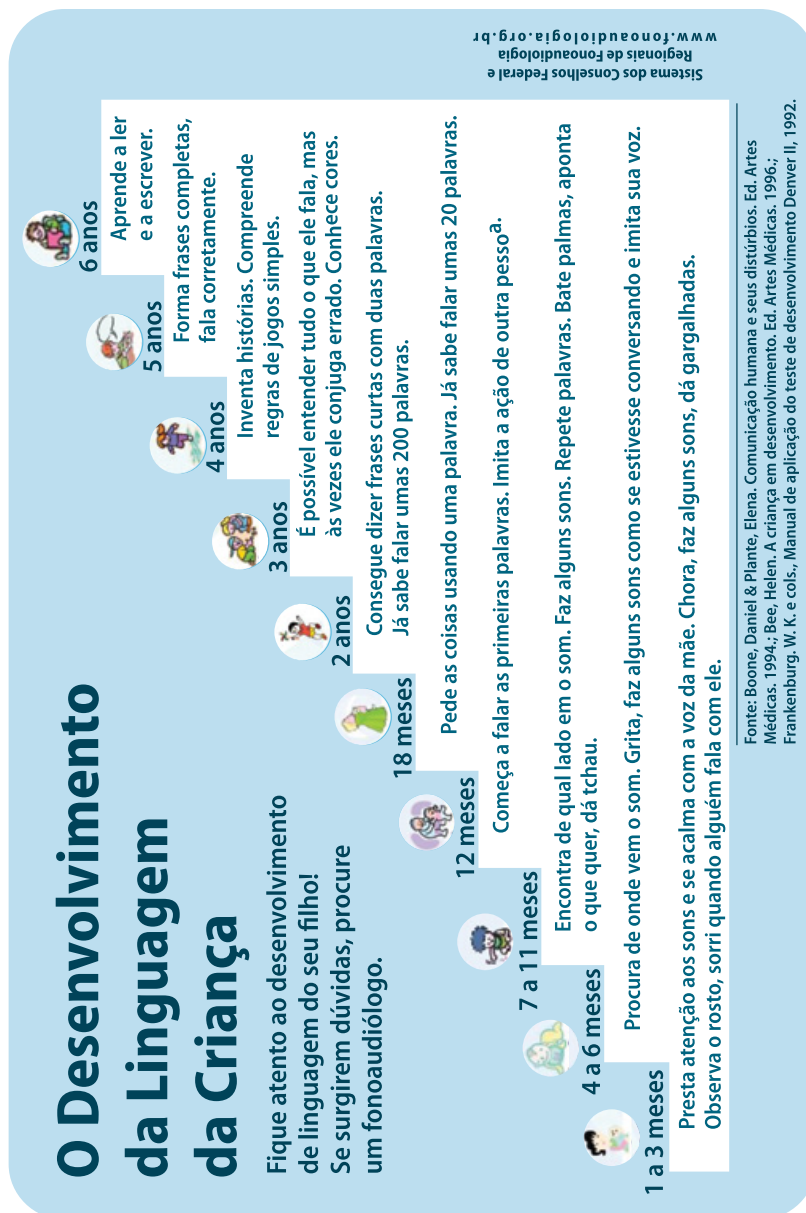 O Desenvolvimento
da Linguagem
da Criança
Fique atento ao desenvolvimento
de linguagem do seu filho!
Se surgirem dúvidas, procure
um fonoaudiólogo.
1 a 3 meses
Presta atenção aos sons e se acalma com a voz da mãe. Chora, faz alguns sons, dá gargalhadas.
Observa o rosto, sorri quando alguém fala com ele.
4 a 6 meses
Procura de onde vem o som. Grita, faz alguns sons como se estivesse conversando e imita sua voz.
7 a 11 meses
Encontra de qual lado em o som. Faz alguns sons. Repete palavras. Bate palmas, aponta
o que quer, dá tchau.
12 meses
Começa a falar as primeiras palavras. Imita a ação de outra pessoa.
18 meses
Pede as coisas usando uma palavra. Já sabe falar umas 20 palavras.
2 anos
Consegue dizer frases curtas com duas palavras.
Já sabe falar umas 200 palavras.
3 anos
É possível entender tudo o que ele fala, mas
às vezes ele conjuga errado. Conhece cores.
4 anos
Inventa histórias. Compreende
regras de jogos simples.
5 anos
Forma frases completas,
fala corretamente.
6 anos
Aprende a ler
e a escrever.
Fonte: Boone, Daniel & Plante, Elena. Comunicação humana e seus distúrbios. Ed. Artes
Médicas. 1994.; Bee, Helen. A criança em desenvolvimento. Ed. Artes Médicas. 1996.;
Frankenburg. W. K. e cols., Manual de aplicação do teste de desenvolvimento Denver II, 1992.
Sistema dos Conselhos Federal e
Regionais de Fonoaudiologia
www.fonoaudiologia.org.br